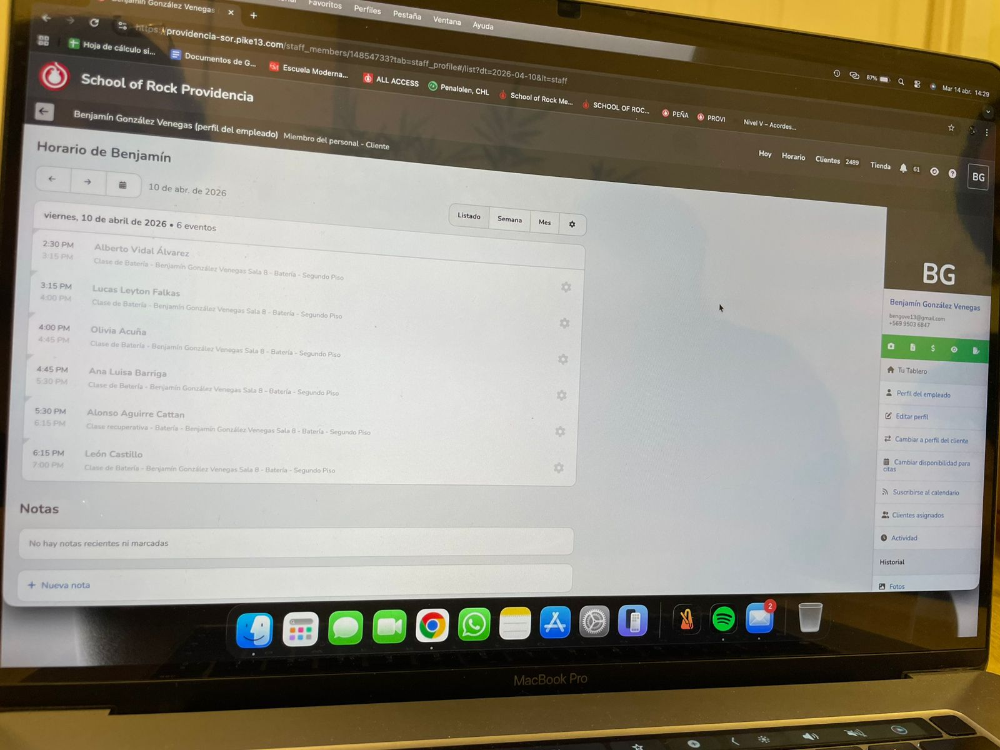 Favoritos Perfiles Pestaña Ventana Ayuda
87% Mar 14 abr. 14:29
Benjamín González Venegas
https://providencia-sor.pike13.com/staff_members/14854733?tab=staff_profile#/list?dt=2026-04-10&lt=staff
Hoja de cálculo si... Documentos de G... Escuela Moderna... ALL ACCESS Penalolen, CHL School of Rock Me... SCHOOL OF ROC... PEÑA PROVI Nivel V – Acordes...
School of Rock Providencia
Hoy Horario Clientes 2489 Tienda 61 BG
Benjamín González Venegas (perfil del empleado) Miembro del personal - Cliente
Horario de Benjamín
10 de abr. de 2026
Listado Semana Mes
viernes, 10 de abril de 2026 • 6 eventos
2:30 PM Alberto Vidal Álvarez
3:15 PM Clase de Batería - Benjamín González Venegas Sala 8 - Batería - Segundo Piso
3:15 PM Lucas Leyton Falkas
4:00 PM Clase de Batería - Benjamín González Venegas Sala 8 - Batería - Segundo Piso
4:00 PM Olivia Acuña
4:45 PM Clase de Batería - Benjamín González Venegas Sala 8 - Batería - Segundo Piso
4:45 PM Ana Luisa Barriga
5:30 PM Clase de Batería - Benjamín González Venegas Sala 8 - Batería - Segundo Piso
5:30 PM Alonso Aguirre Cattan
6:15 PM Clase recuperativa - Batería - Benjamín González Venegas Sala 8 - Batería - Segundo Piso
6:15 PM León Castillo
7:00 PM Clase de Batería - Benjamín González Venegas Sala 8 - Batería - Segundo Piso
Notas
No hay notas recientes ni marcadas
+ Nueva nota
BG
Benjamín González Venegas
bengove13@gmail.com
+569 9503 6847
$
Tu Tablero
Perfil del empleado
Editar perfil
Cambiar a perfil del cliente
Cambiar disponibilidad para
citas
Suscribirse al calendario
Clientes asignados
Actividad
Historial
Fotos
2
MacBook Pro